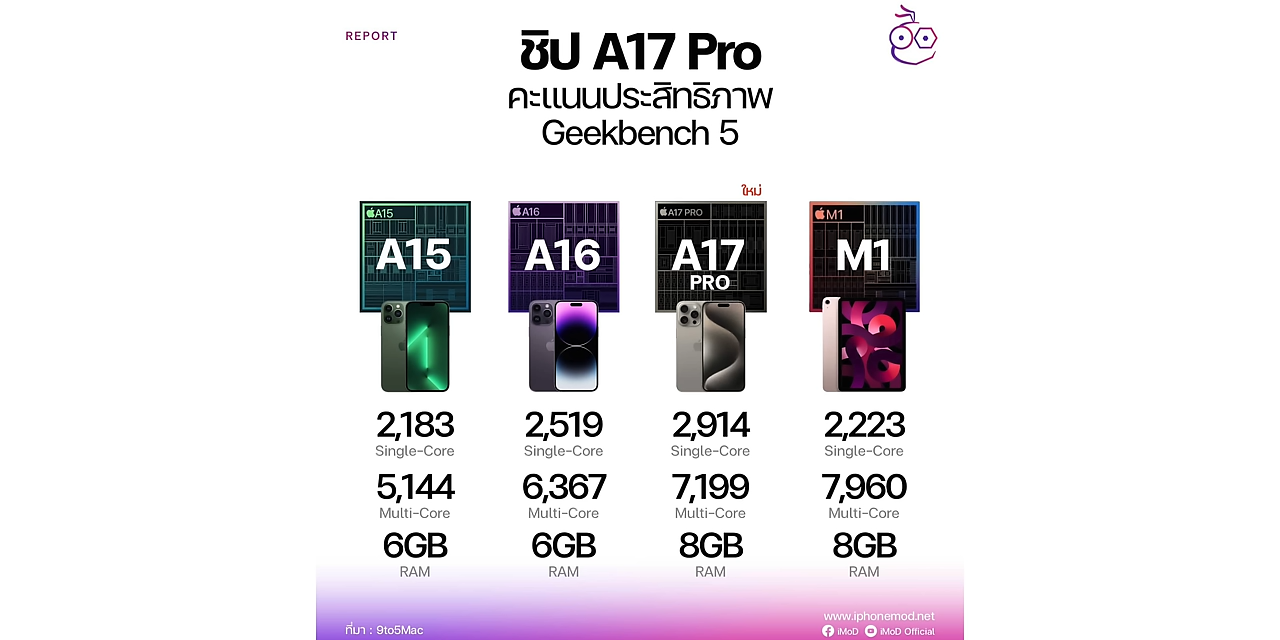 REPORT
ชิป A17 Pro
คะแนนประสิทธิภาพ
Geekbench 5
ใหม่
A15
A16
A17 PRO
M1
A15
A16
A17
PRO
M1
2,183
Single-Core
5,144
Multi-Core
6GB
RAM
2,519
Single-Core
6,367
Multi-Core
6GB
RAM
2,914
Single-Core
7,199
Multi-Core
8GB
RAM
2,223
Single-Core
7,960
Multi-Core
8GB
RAM
ที่มา : 9to5Mac
www.iphonemod.net
iMoD iMoD Official